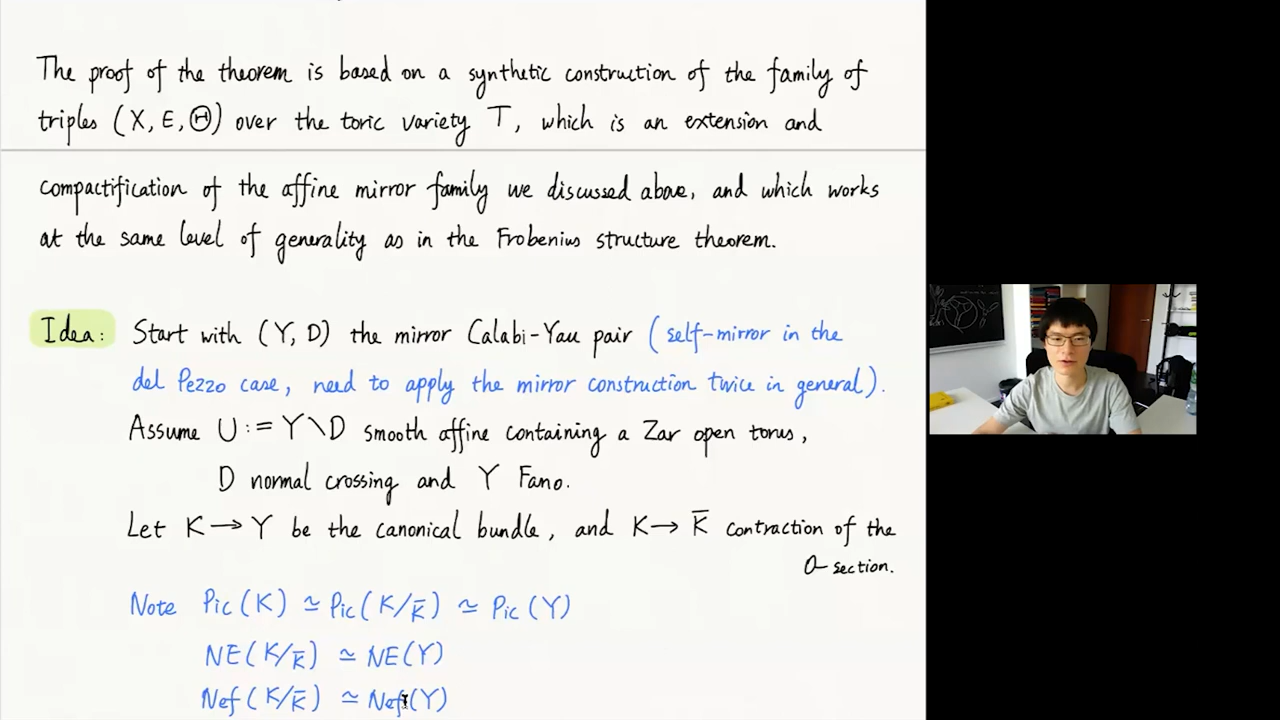 The proof of the theorem is based on a synthetic construction of the family of
triples (X, E, Θ) over the toric variety T, which is an extension and
compactification of the affine mirror family we discussed above, and which works
at the same level of generality as in the Frobenius structure theorem.
Idea: Start with (Y, D) the mirror Calabi-Yau pair (self-mirror in the
del Pezzo case, need to apply the mirror construction twice in general).
Assume U := Y\D smooth affine containing a Zar open torus,
D normal crossing and Y Fano.
Let K → Y be the canonical bundle, and K → K̅ contraction of the
0-section.
Note Pic(K) ≃ Pic(K/K̅) ≃ Pic(Y)
NE(K/K̅) ≃ NE(Y)
Nef(K/K̅) ≃ Nef(Y)